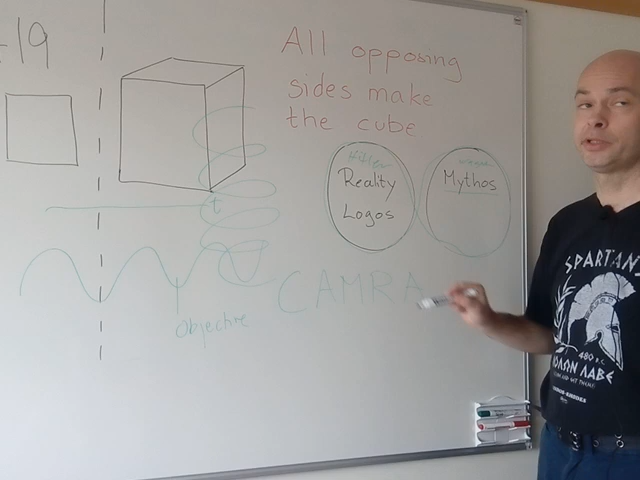 19
All opposing
sides make
the cube
Reality
Logos
Mythos
t
Objective
CAMRA
SPARTAN
480 B.C.
ΜΟΛΩΝ ΛΑΒΕ